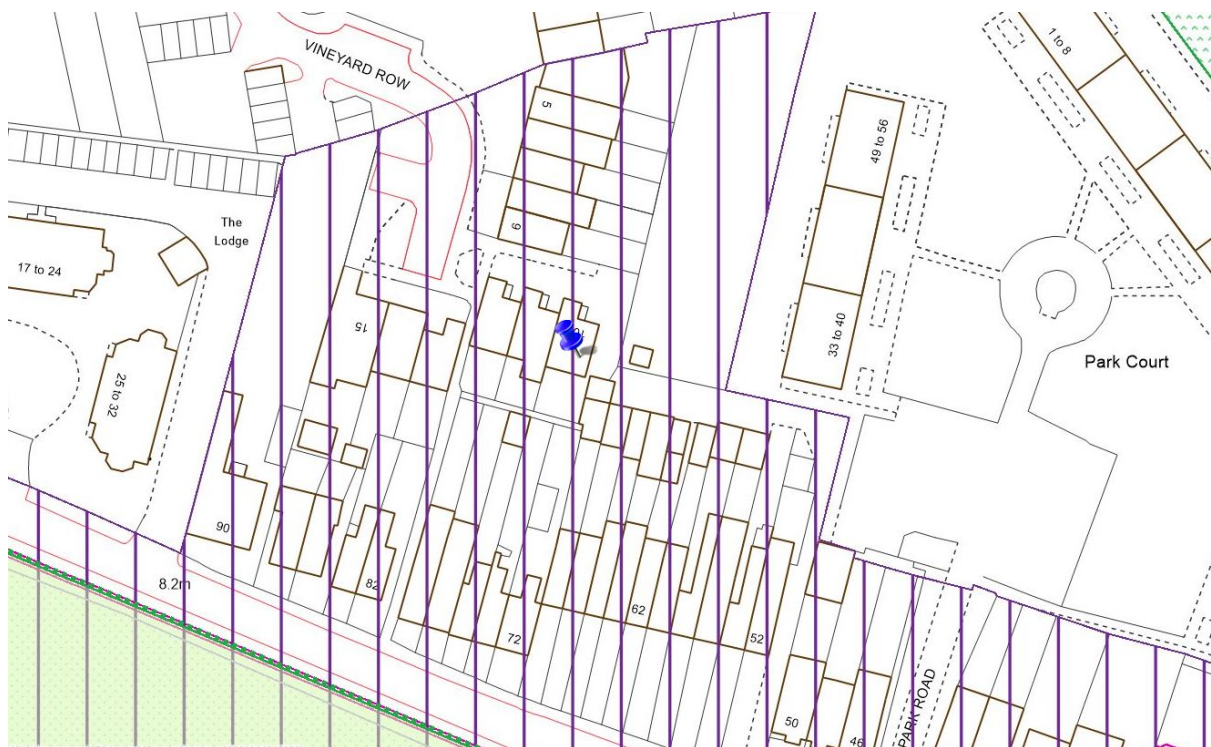 VINEYARD ROW
1 to 8
5
49 to 56
The
Lodge
9
17 to 24
15
33 to 40
Park Court
25 to 32
90
8.2m
82
62
72
52
50
46
PARK ROAD